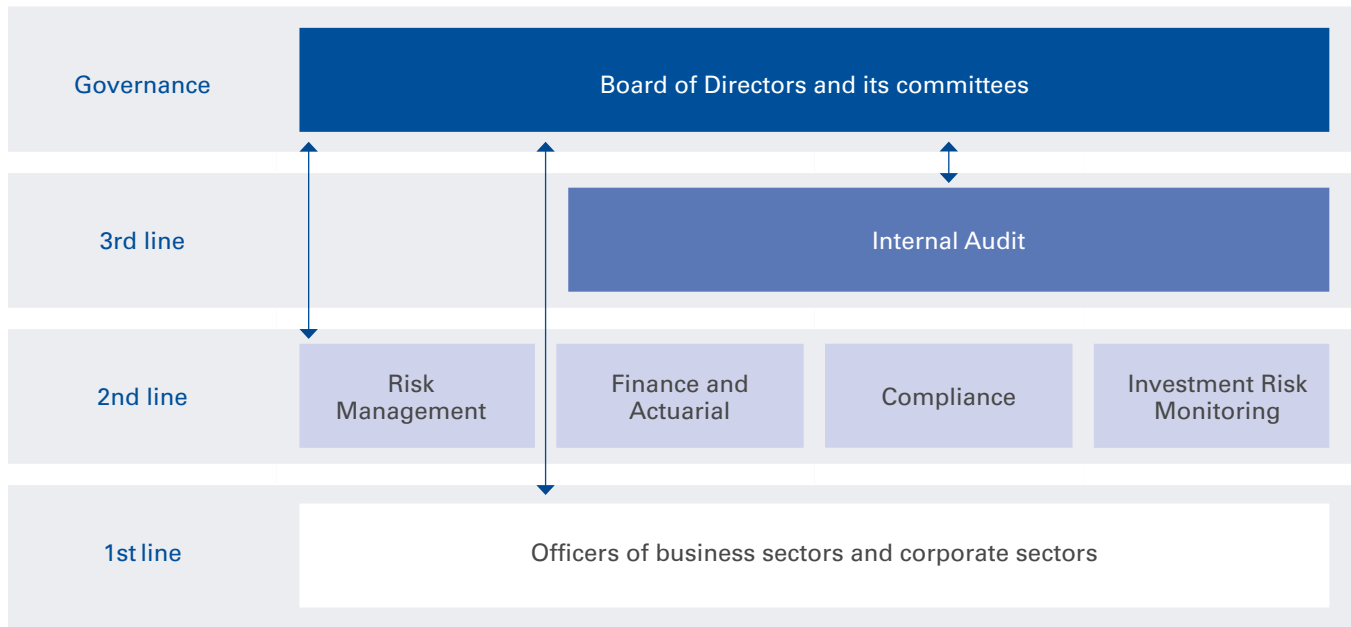 Governance
Board of Directors and its committees
3rd line
Internal Audit
2nd line
Risk
Management
Finance and
Actuarial
Compliance
Investment Risk
Monitoring
1st line
Officers of business sectors and corporate sectors